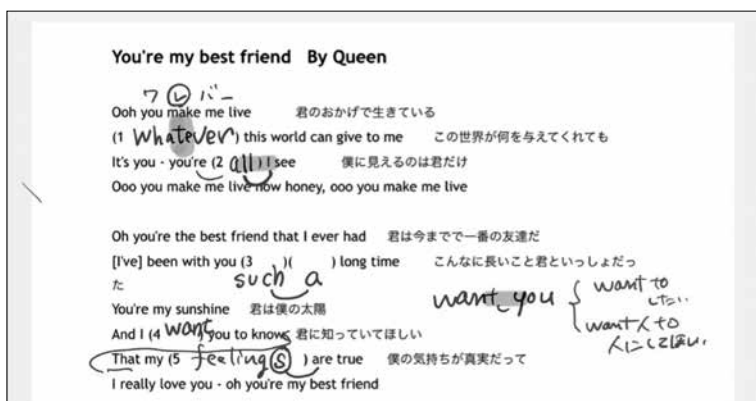 You're my best friend By Queen
ワ レ バー
Ooh you make me live 君のおかげで生きている
(1 whatever) this world can give to me この世界が何を与えてくれても
It's you - you're (2 all) I see 僕に見えるのは君だけ
Ooo you make me live now honey, ooo you make me live
Oh you're the best friend that I ever had 君は今までで一番の友達だ
[I've] been with you (3 )( ) long time こんなに長いこと君といっしょだっ
た such a
You're my sunshine 君は僕の太陽
want you
want to
したい
And I (4 want) you to know 君に知っていてほしい
want 人 to
人にしてほしい
That my (5 feelings ) are true 僕の気持ちが真実だって
I really love you - oh you're my best friend